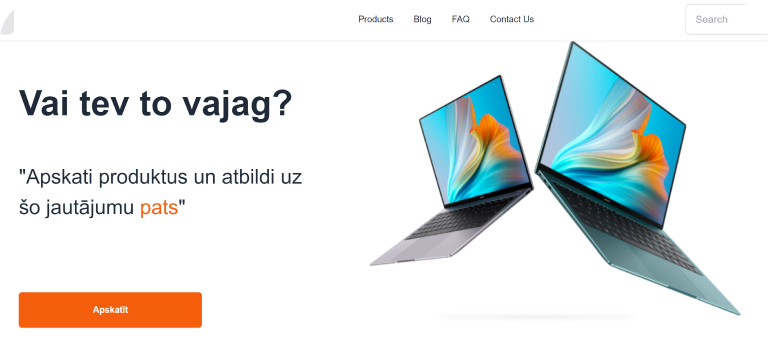 Products Blog FAQ Contact Us Search
Vai tev to vajag?
"Apskati produktus un atbildi uz
šo jautājumu pats"
Apskatīt